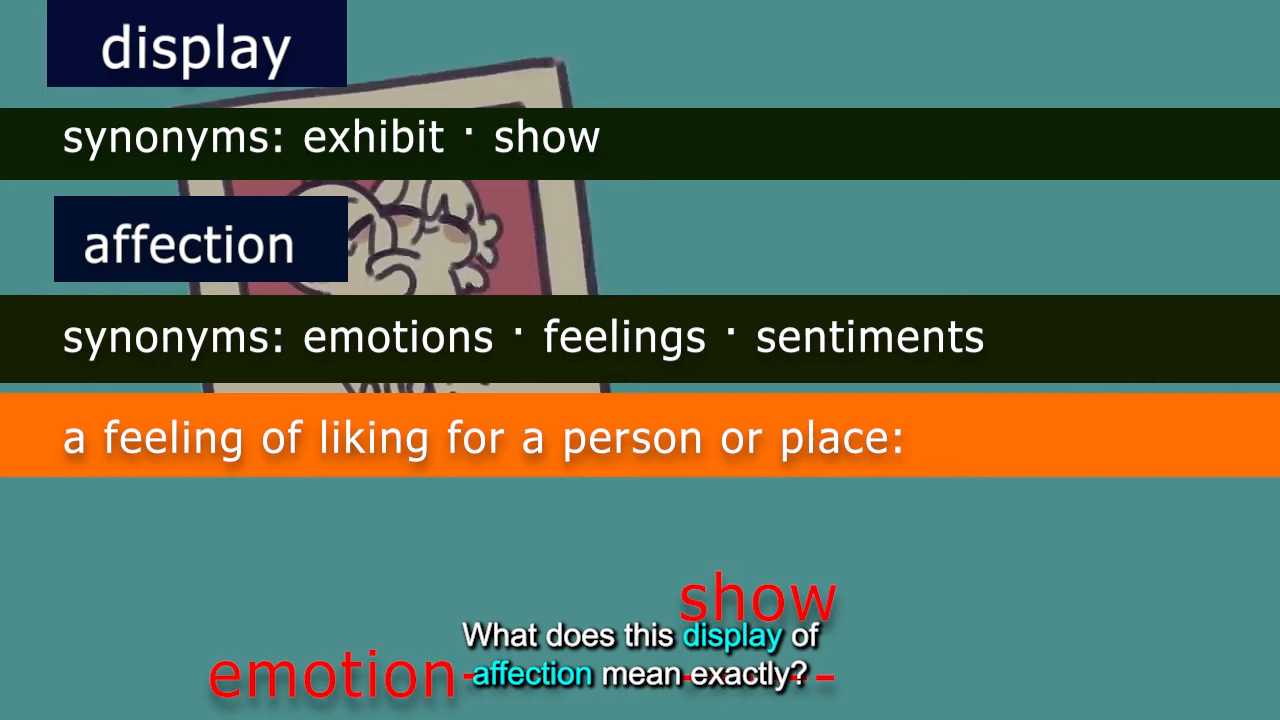 display
synonyms: exhibit · show
affection
synonyms: emotions · feelings · sentiments
a feeling of liking for a person or place:
show
What does this display of
emotion
affection mean exactly?